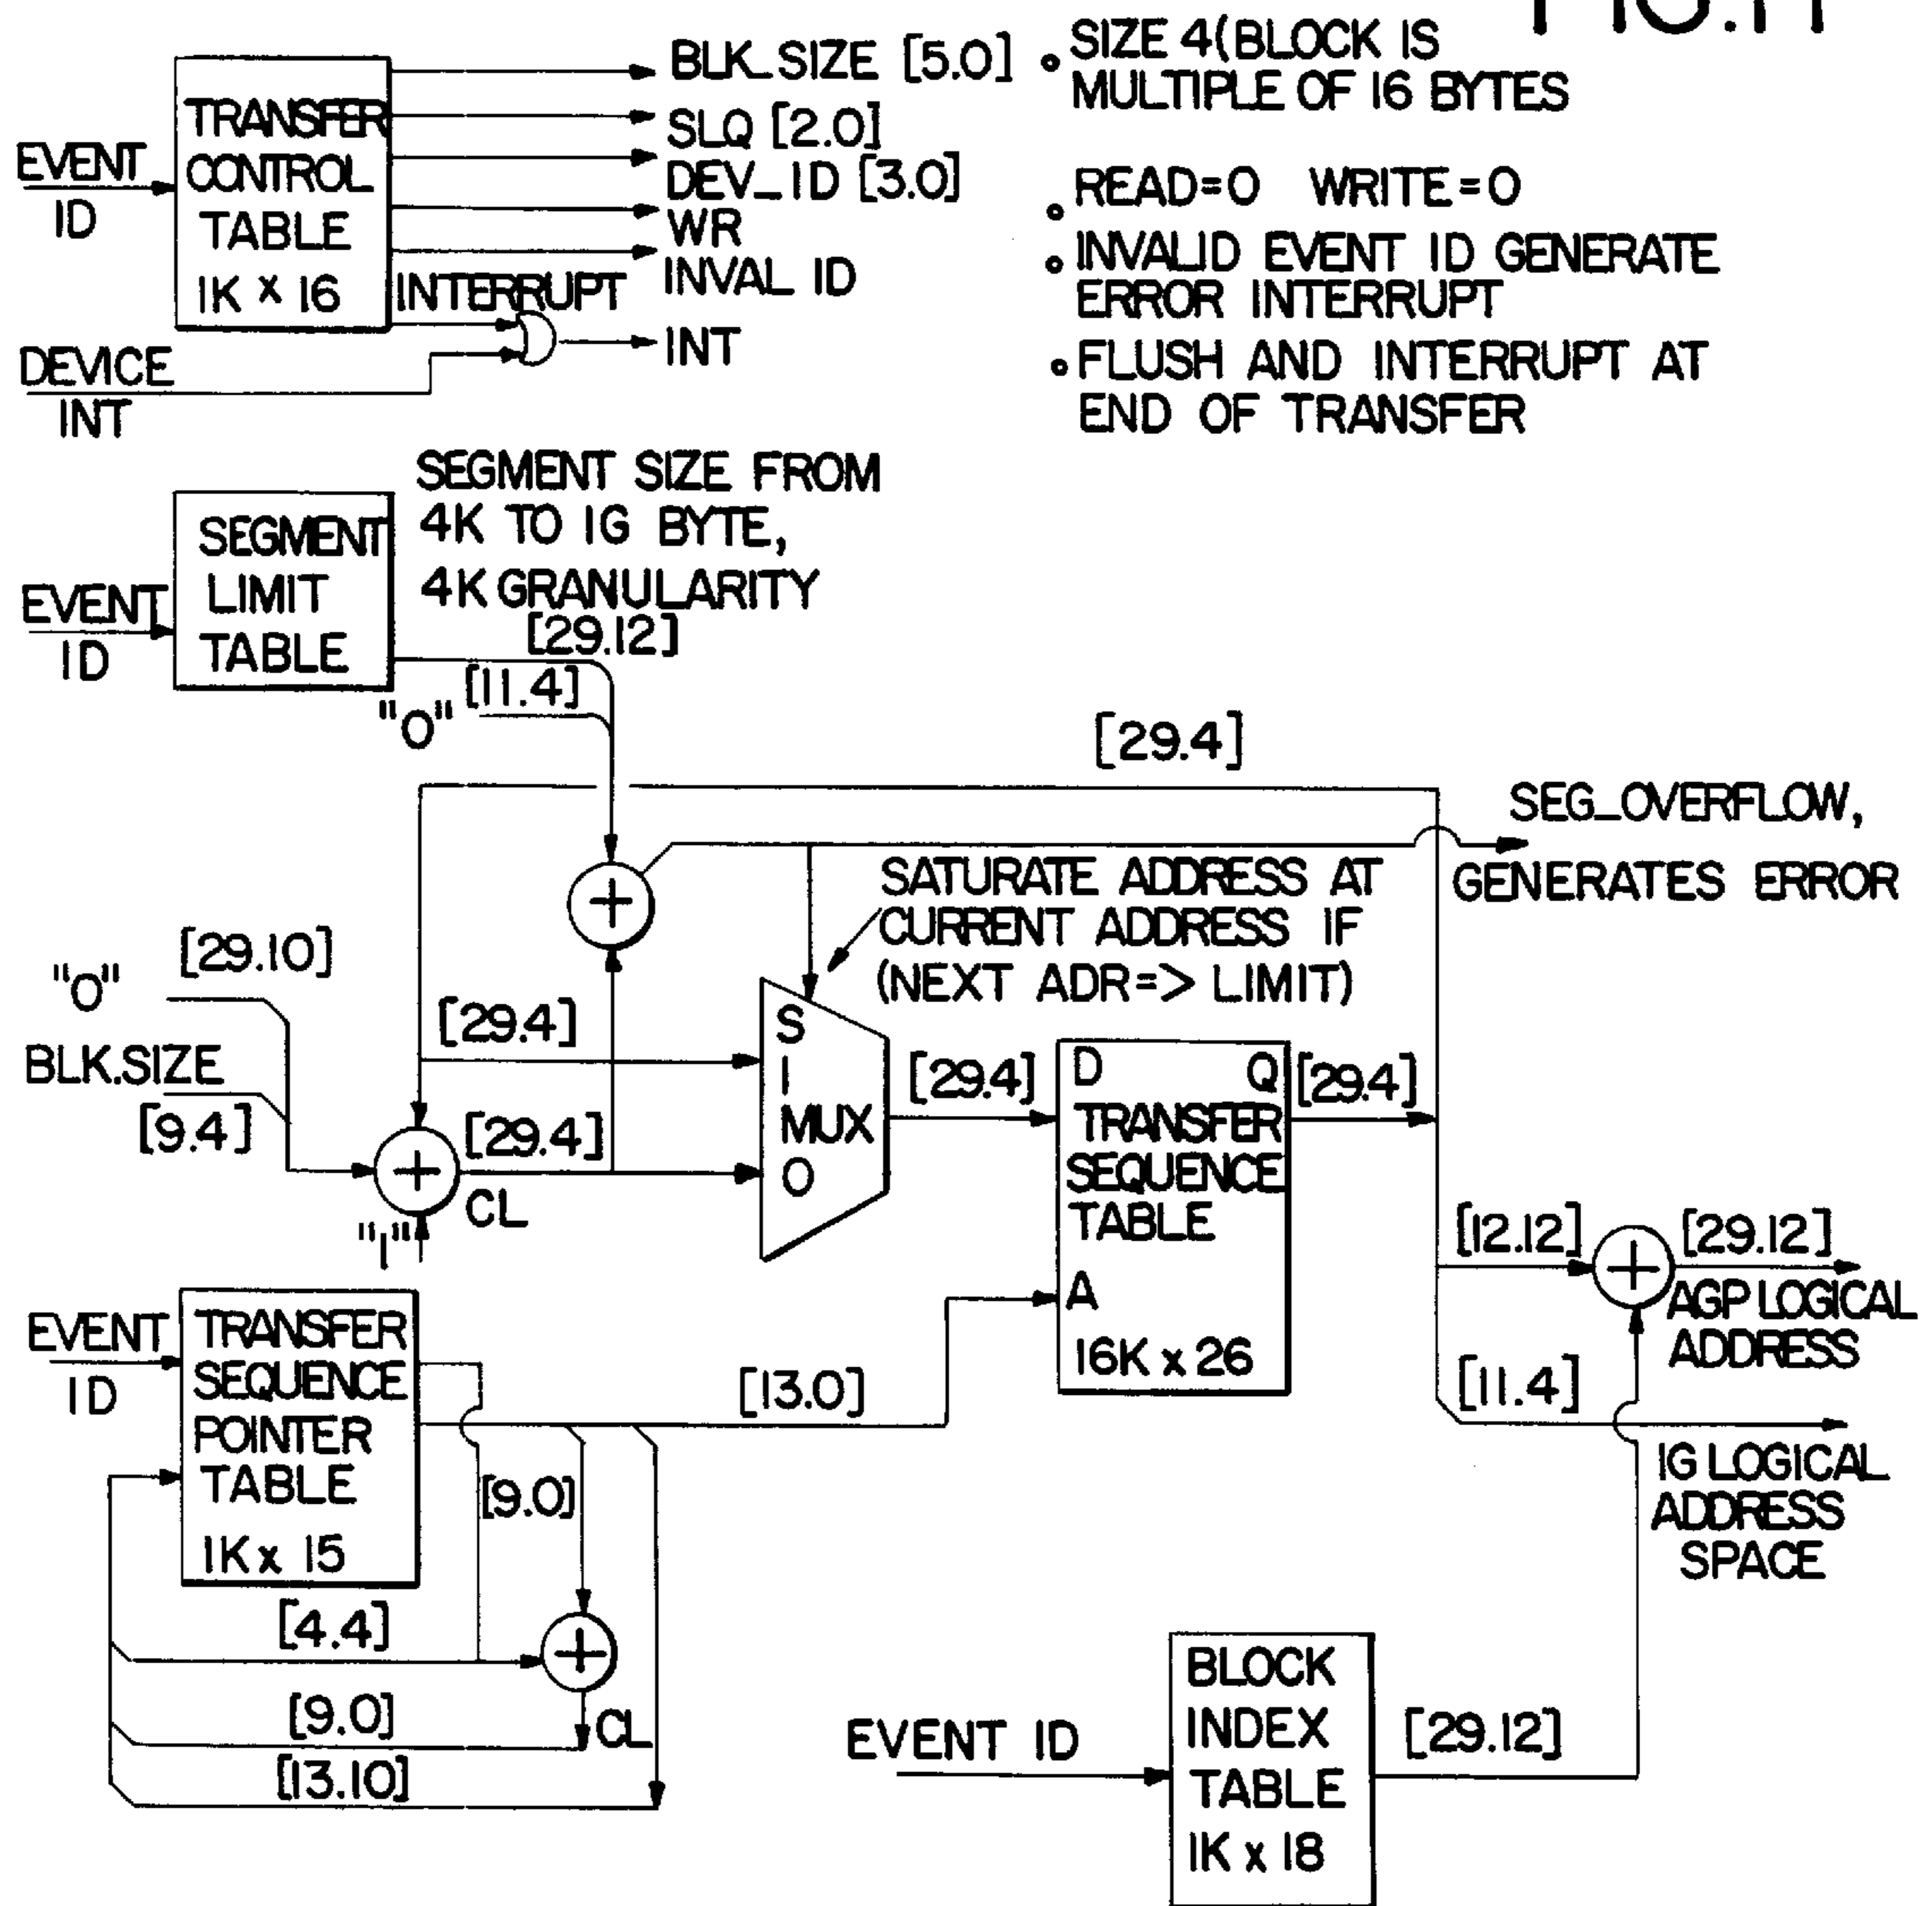 FIG.11
TRANSFER
CONTROL
TABLE
1K X 16
EVENT
ID
BLK_SIZE [5.0]
SLQ [2.0]
DEV_ID [3.0]
WR
INVAL ID
INTERRUPT
INT
DEVICE
INT
• SIZE 4(BLOCK IS
MULTIPLE OF 16 BYTES
• READ=0 WRITE=0
• INVALID EVENT ID GENERATE
ERROR INTERRUPT
• FLUSH AND INTERRUPT AT
END OF TRANSFER
SEGMENT SIZE FROM
4K TO 1G BYTE,
4K GRANULARITY
SEGMENT
LIMIT
TABLE
EVENT
ID
[29.12]
[11.4]
"0"
[29.4]
SEG_OVERFLOW,
GENERATES ERROR
SATURATE ADDRESS AT
CURRENT ADDRESS IF
(NEXT ADR=> LIMIT)
+
"0"
[29.10]
BLK.SIZE
[9.4]
[29.4]
+
[29.4]
CL
"1"
S
1
MUX
0
[29.4]
D Q
TRANSFER
SEQUENCE
TABLE
A
16K x 26
[29.4]
[12.12]
+
[29.12]
AGP LOGICAL
ADDRESS
[11.4]
1G LOGICAL
ADDRESS
SPACE
EVENT
ID
TRANSFER
SEQUENCE
POINTER
TABLE
1K x 15
[13.0]
[9.0]
[4.4]
+
[9.0]
CL
[13.10]
EVENT ID
BLOCK
INDEX
TABLE
1K x 18
[29.12]